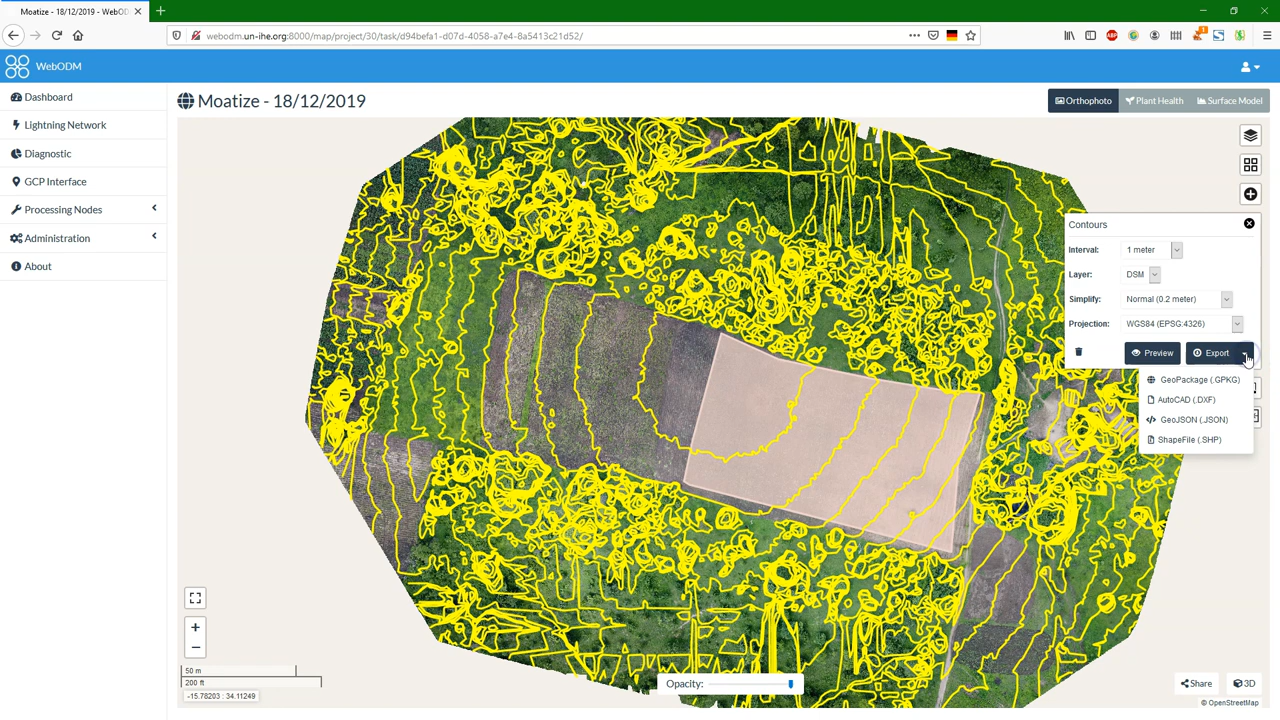 Moatize - 18/12/2019 - WebOD
webodm.un-ihe.org:8000/map/project/30/task/d94befa1-d07d-4058-a7e4-8a5413c21d52/
ABP
WebODM
Dashboard
Lightning Network
Diagnostic
GCP Interface
Processing Nodes
Administration
About
Moatize - 18/12/2019
Orthophoto
Plant Health
Surface Model
Contours
Interval: 1 meter
Layer: DSM
Simplify: Normal (0.2 meter)
Projection: WGS84 (EPSG:4326)
Preview
Export
GeoPackage (.GPKG)
AutoCAD (.DXF)
GeoJSON (.JSON)
ShapeFile (.SHP)
+
−
50 m
200 ft
-15.78203 : 34.11249
Opacity:
Share
3D
© OpenStreetMap